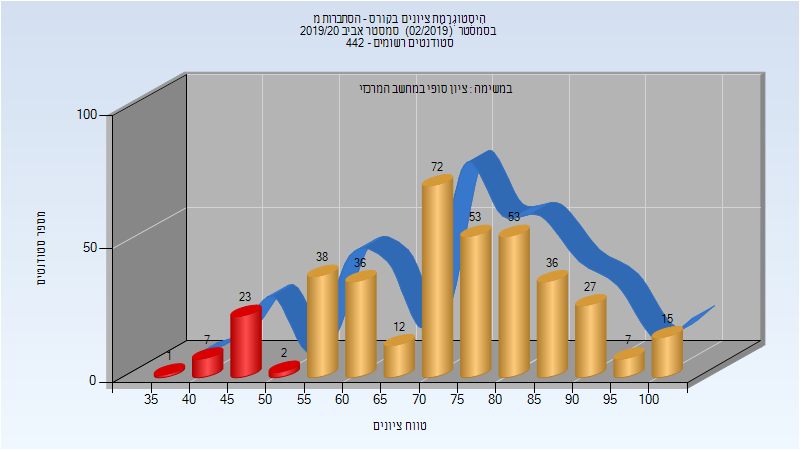 היסטוגרמת ציונים בקורס - הסתברות מ
בסמסטר (02/2019) סמסטר אביב 2019/20
סטודנטים רשומים - 442
במשימה : ציון סופי במחשב המרכזי
100
50
0
מספר סטודנטים
1
7
23
2
38
36
12
72
53
53
36
27
7
15
35 40 45 50 55 60 65 70 75 80 85 90 95 100
טווח ציונים